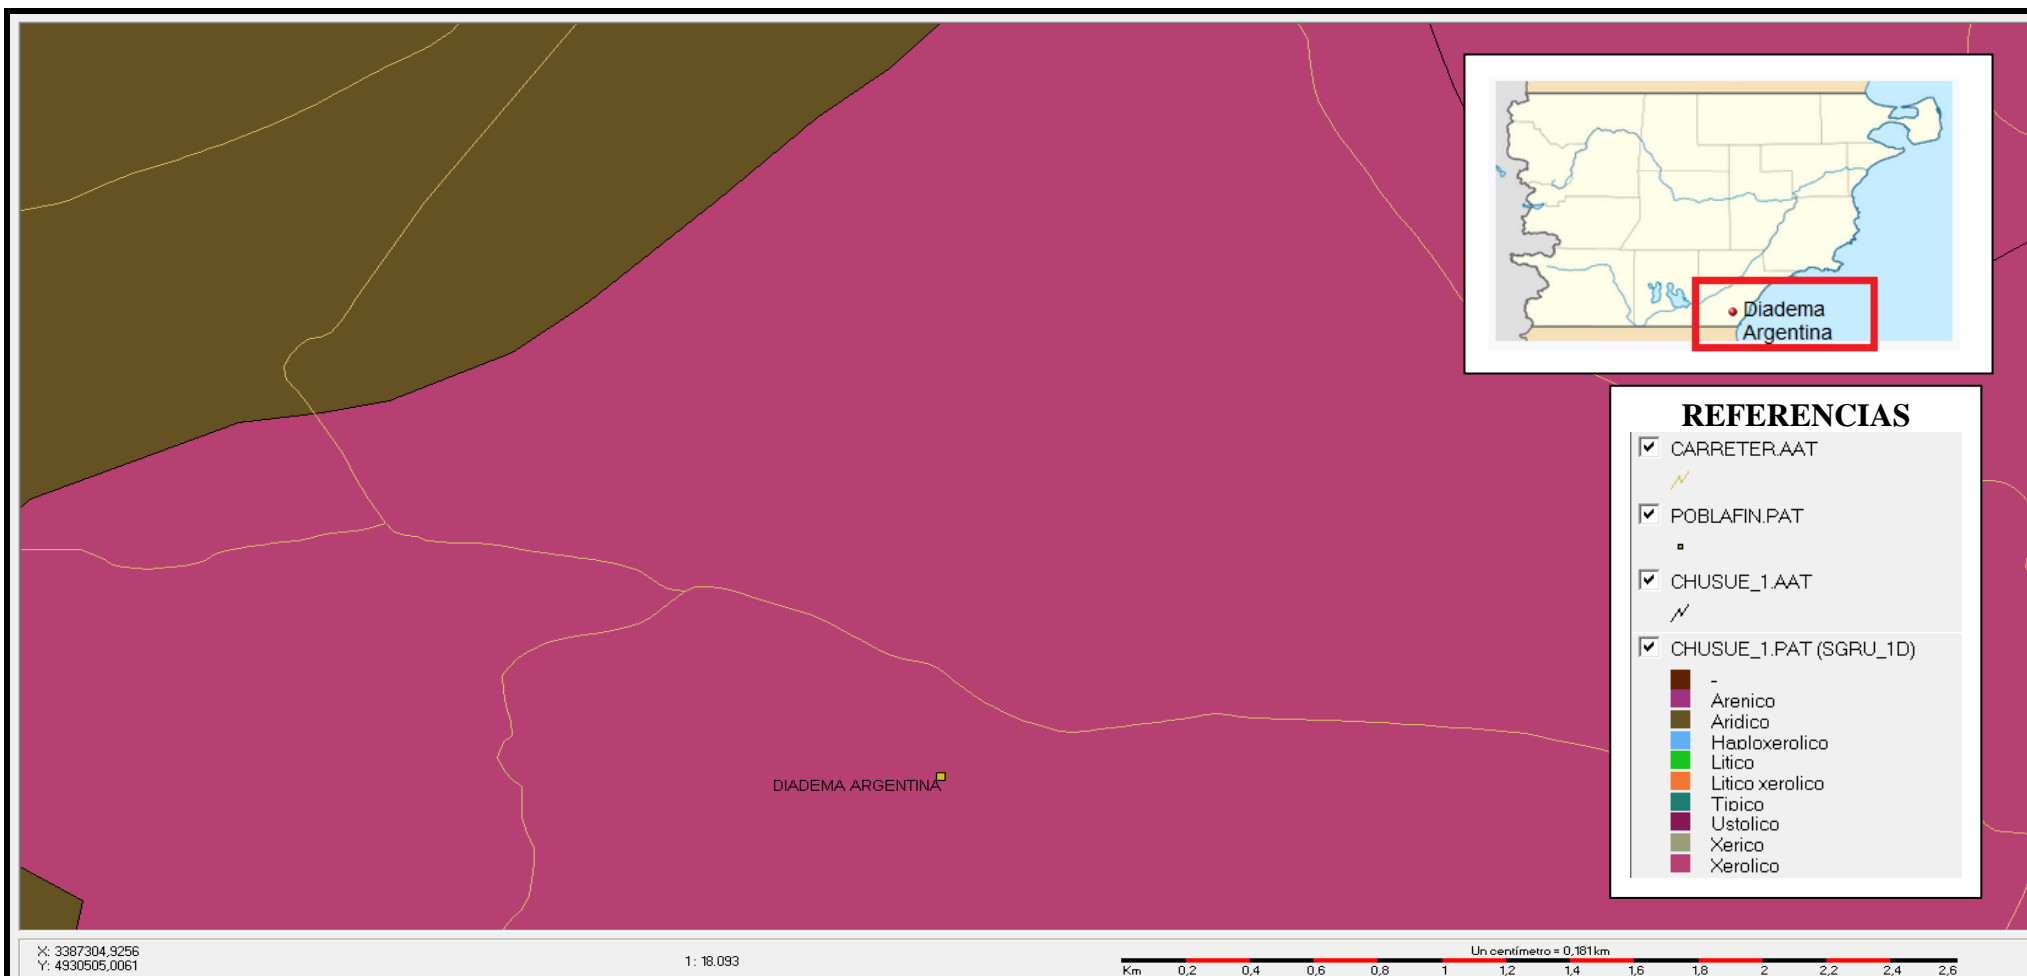 Diadema
Argentina
REFERENCIAS
CARRETER.AAT
POBLAFIN.PAT
CHUSUE_1.AAT
CHUSUE_1.PAT (SGRU_1D)
-
Arenico
Aridico
Haploxerolico
Litico
Litico xerolico
Tipico
Ustolico
Xerico
Xerolico
DIADEMA ARGENTINA
X: 3387304,9256
Y: 4930505,0061
1: 18.093
Un centímetro = 0,181km
Km 0,2 0,4 0,6 0,8 1 1,2 1,4 1,6 1,8 2 2,2 2,4 2,6